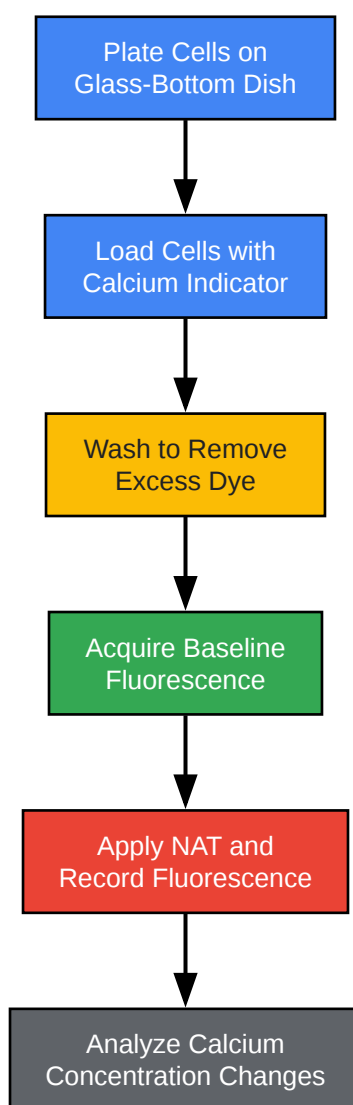 Plate Cells on
Glass-Bottom Dish
Load Cells with
Calcium Indicator
Wash to Remove
Excess Dye
Acquire Baseline
Fluorescence
Apply NAT and
Record Fluorescence
Analyze Calcium
Concentration Changes